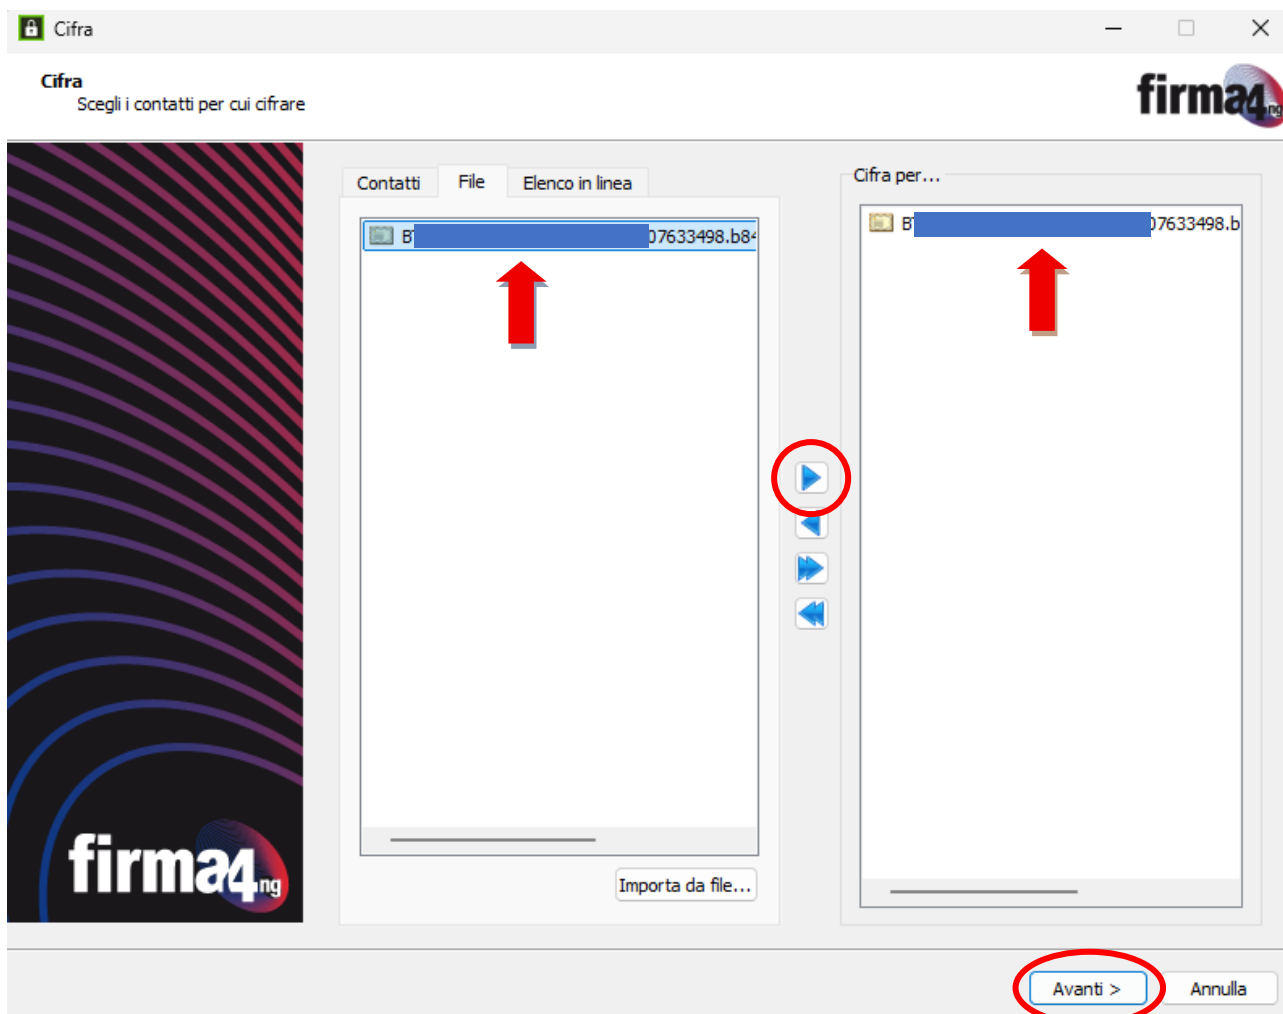 Cifra
Cifra
Scegli i contatti per cui cifrare
firma4ng
Contatti File Elenco in linea
Cifra per...
07633498.b84
07633498.b
firma4ng
Importa da file...
Avanti > Annulla